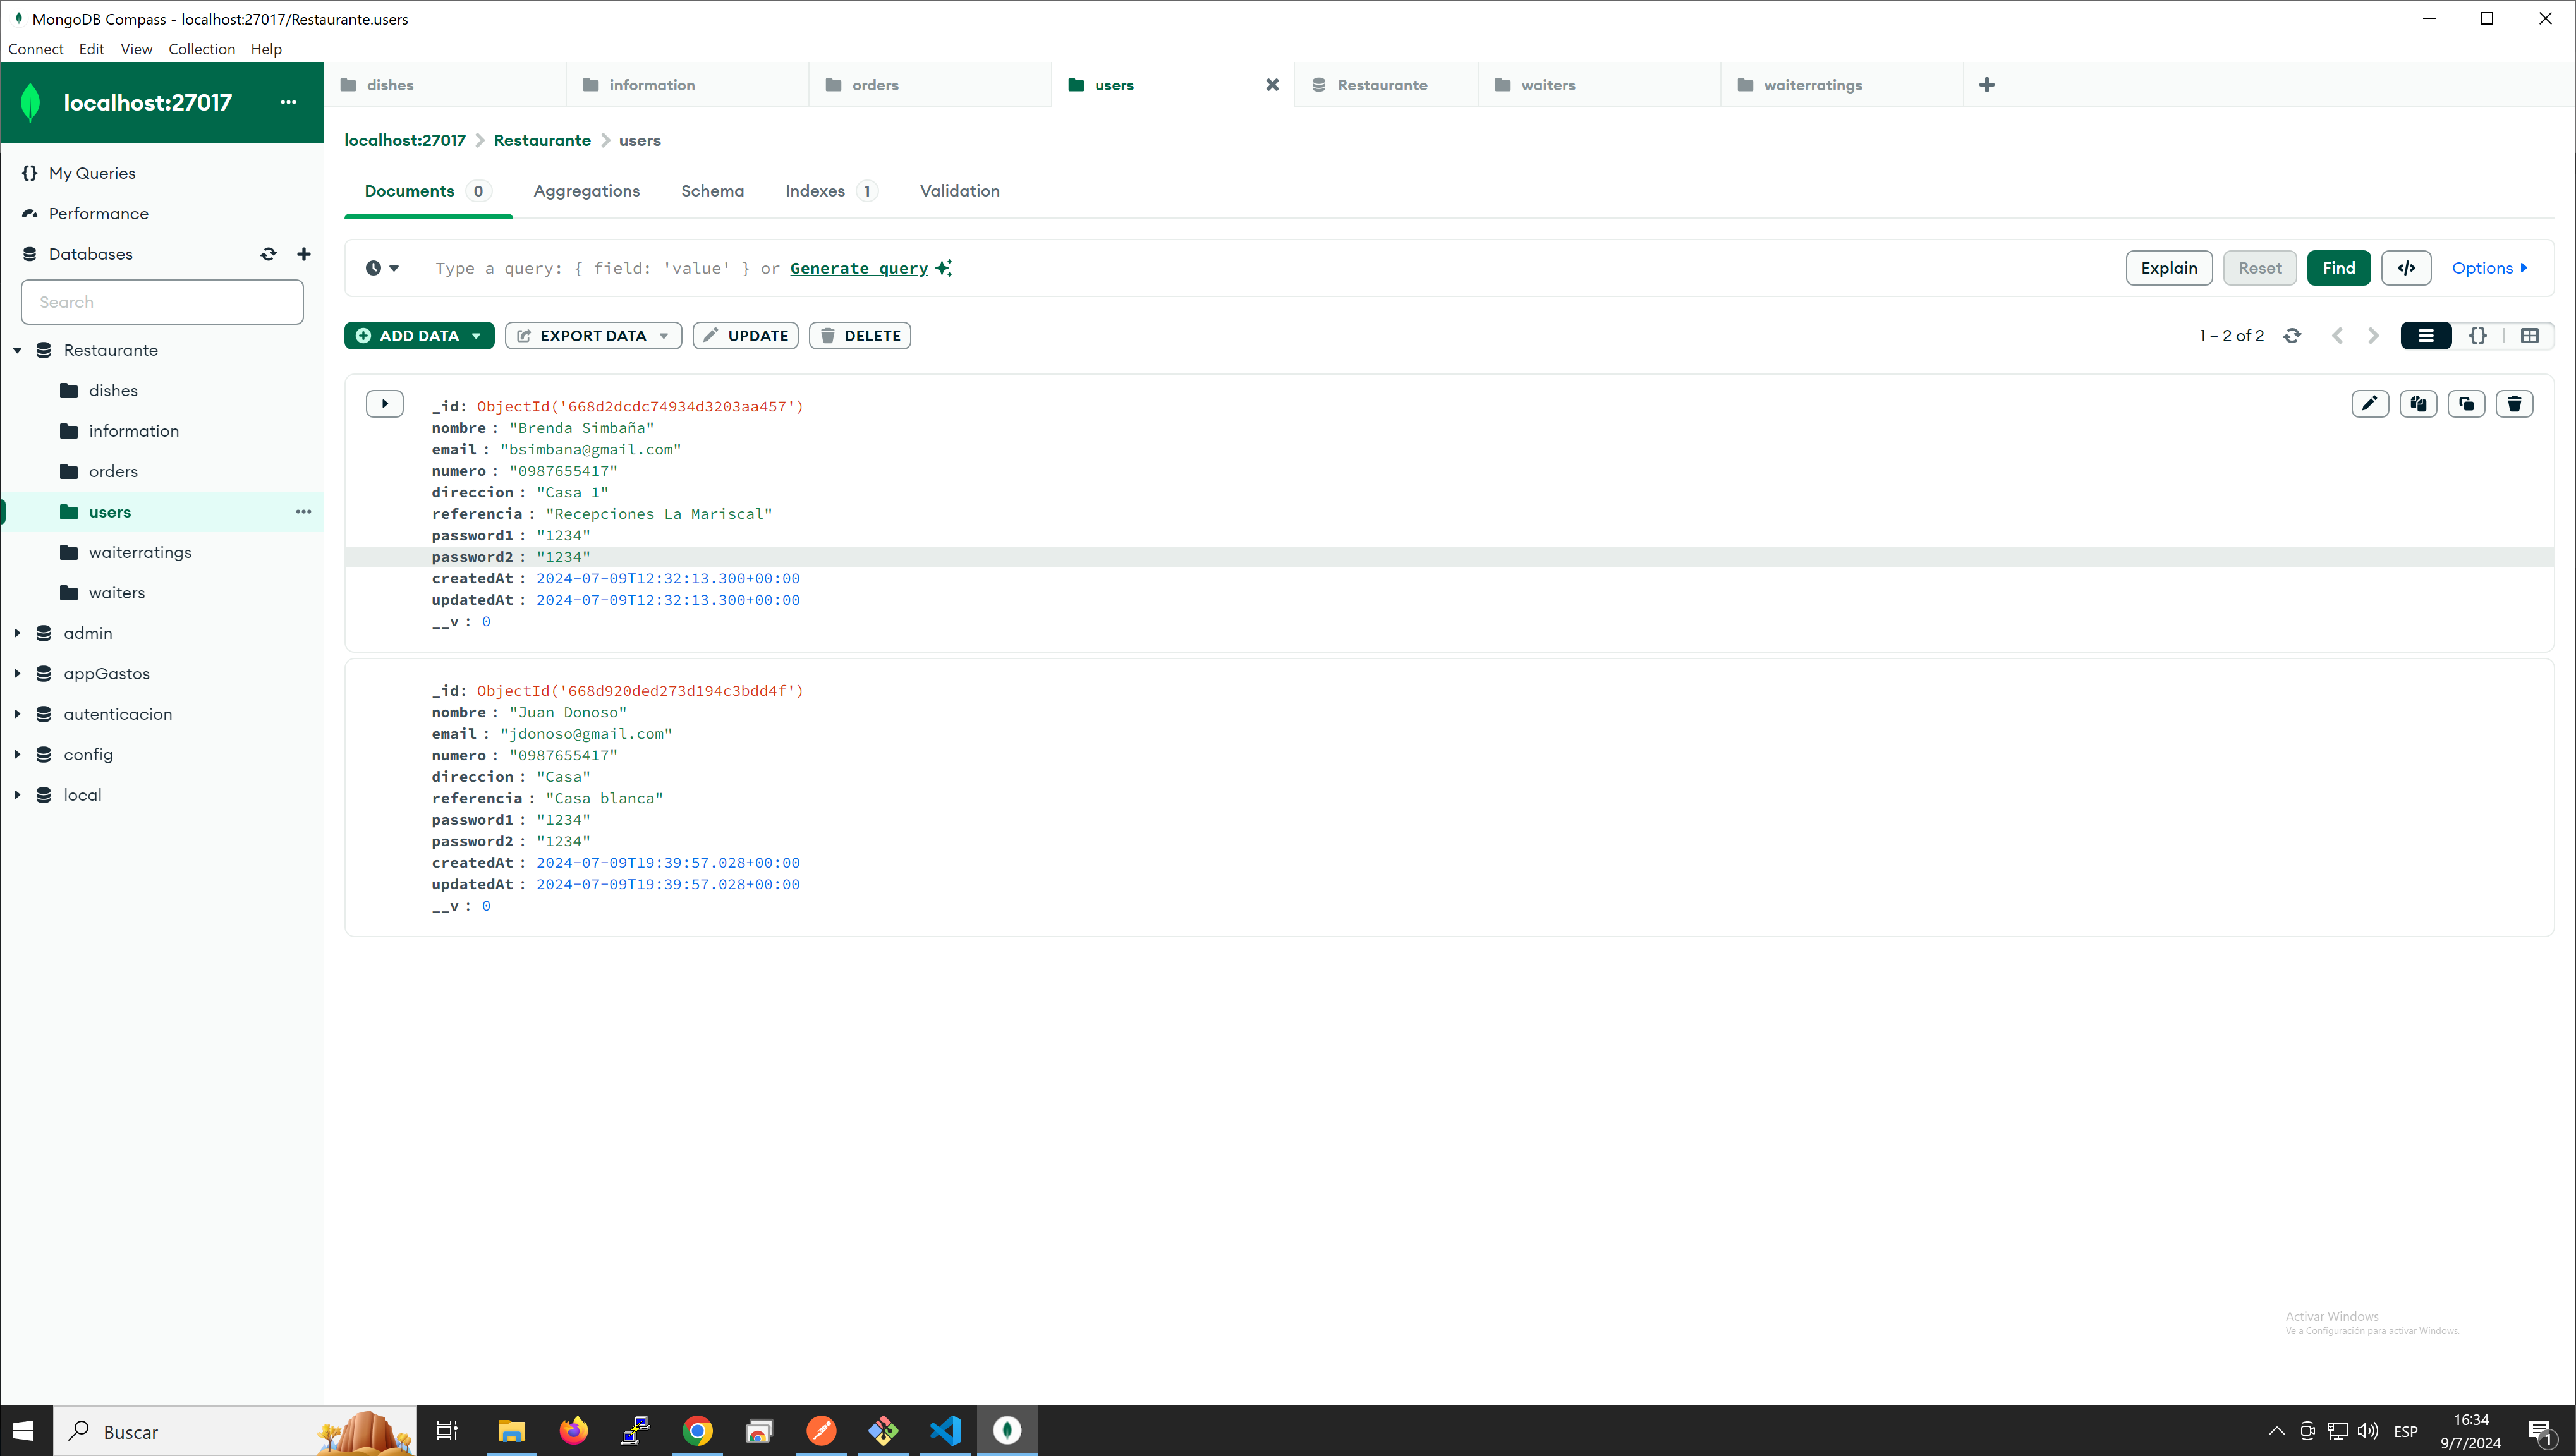 MongoDB Compass - localhost:27017/Restaurante.users
Connect Edit View Collection Help
localhost:27017 ...
dishes information orders users Restaurante waiters waiterratings
My Queries
Performance
Databases
Search
Restaurante
dishes
information
orders
users
waiterratings
waiters
admin
appGastos
autenticacion
config
local
localhost:27017 > Restaurante > users
Documents 0 Aggregations Schema Indexes 1 Validation
Type a query: { field: 'value' } or Generate query
Explain Reset Find </> Options
ADD DATA EXPORT DATA UPDATE DELETE
1 – 2 of 2 {}
_id: ObjectId('668d2dcdc74934d3203aa457')
nombre : "Brenda Simbaña"
email : "bsimbana@gmail.com"
numero : "0987655417"
direccion : "Casa 1"
referencia : "Recepciones La Mariscal"
password1 : "1234"
password2 : "1234"
createdAt : 2024-07-09T12:32:13.300+00:00
updatedAt : 2024-07-09T12:32:13.300+00:00
__v : 0
_id: ObjectId('668d920ded273d194c3bdd4f')
nombre : "Juan Donoso"
email : "jdonoso@gmail.com"
numero : "0987655417"
direccion : "Casa"
referencia : "Casa blanca"
password1 : "1234"
password2 : "1234"
createdAt : 2024-07-09T19:39:57.028+00:00
updatedAt : 2024-07-09T19:39:57.028+00:00
__v : 0
Activar Windows
Ve a Configuración para activar Windows.
Buscar
ESP
16:34
9/7/2024
1